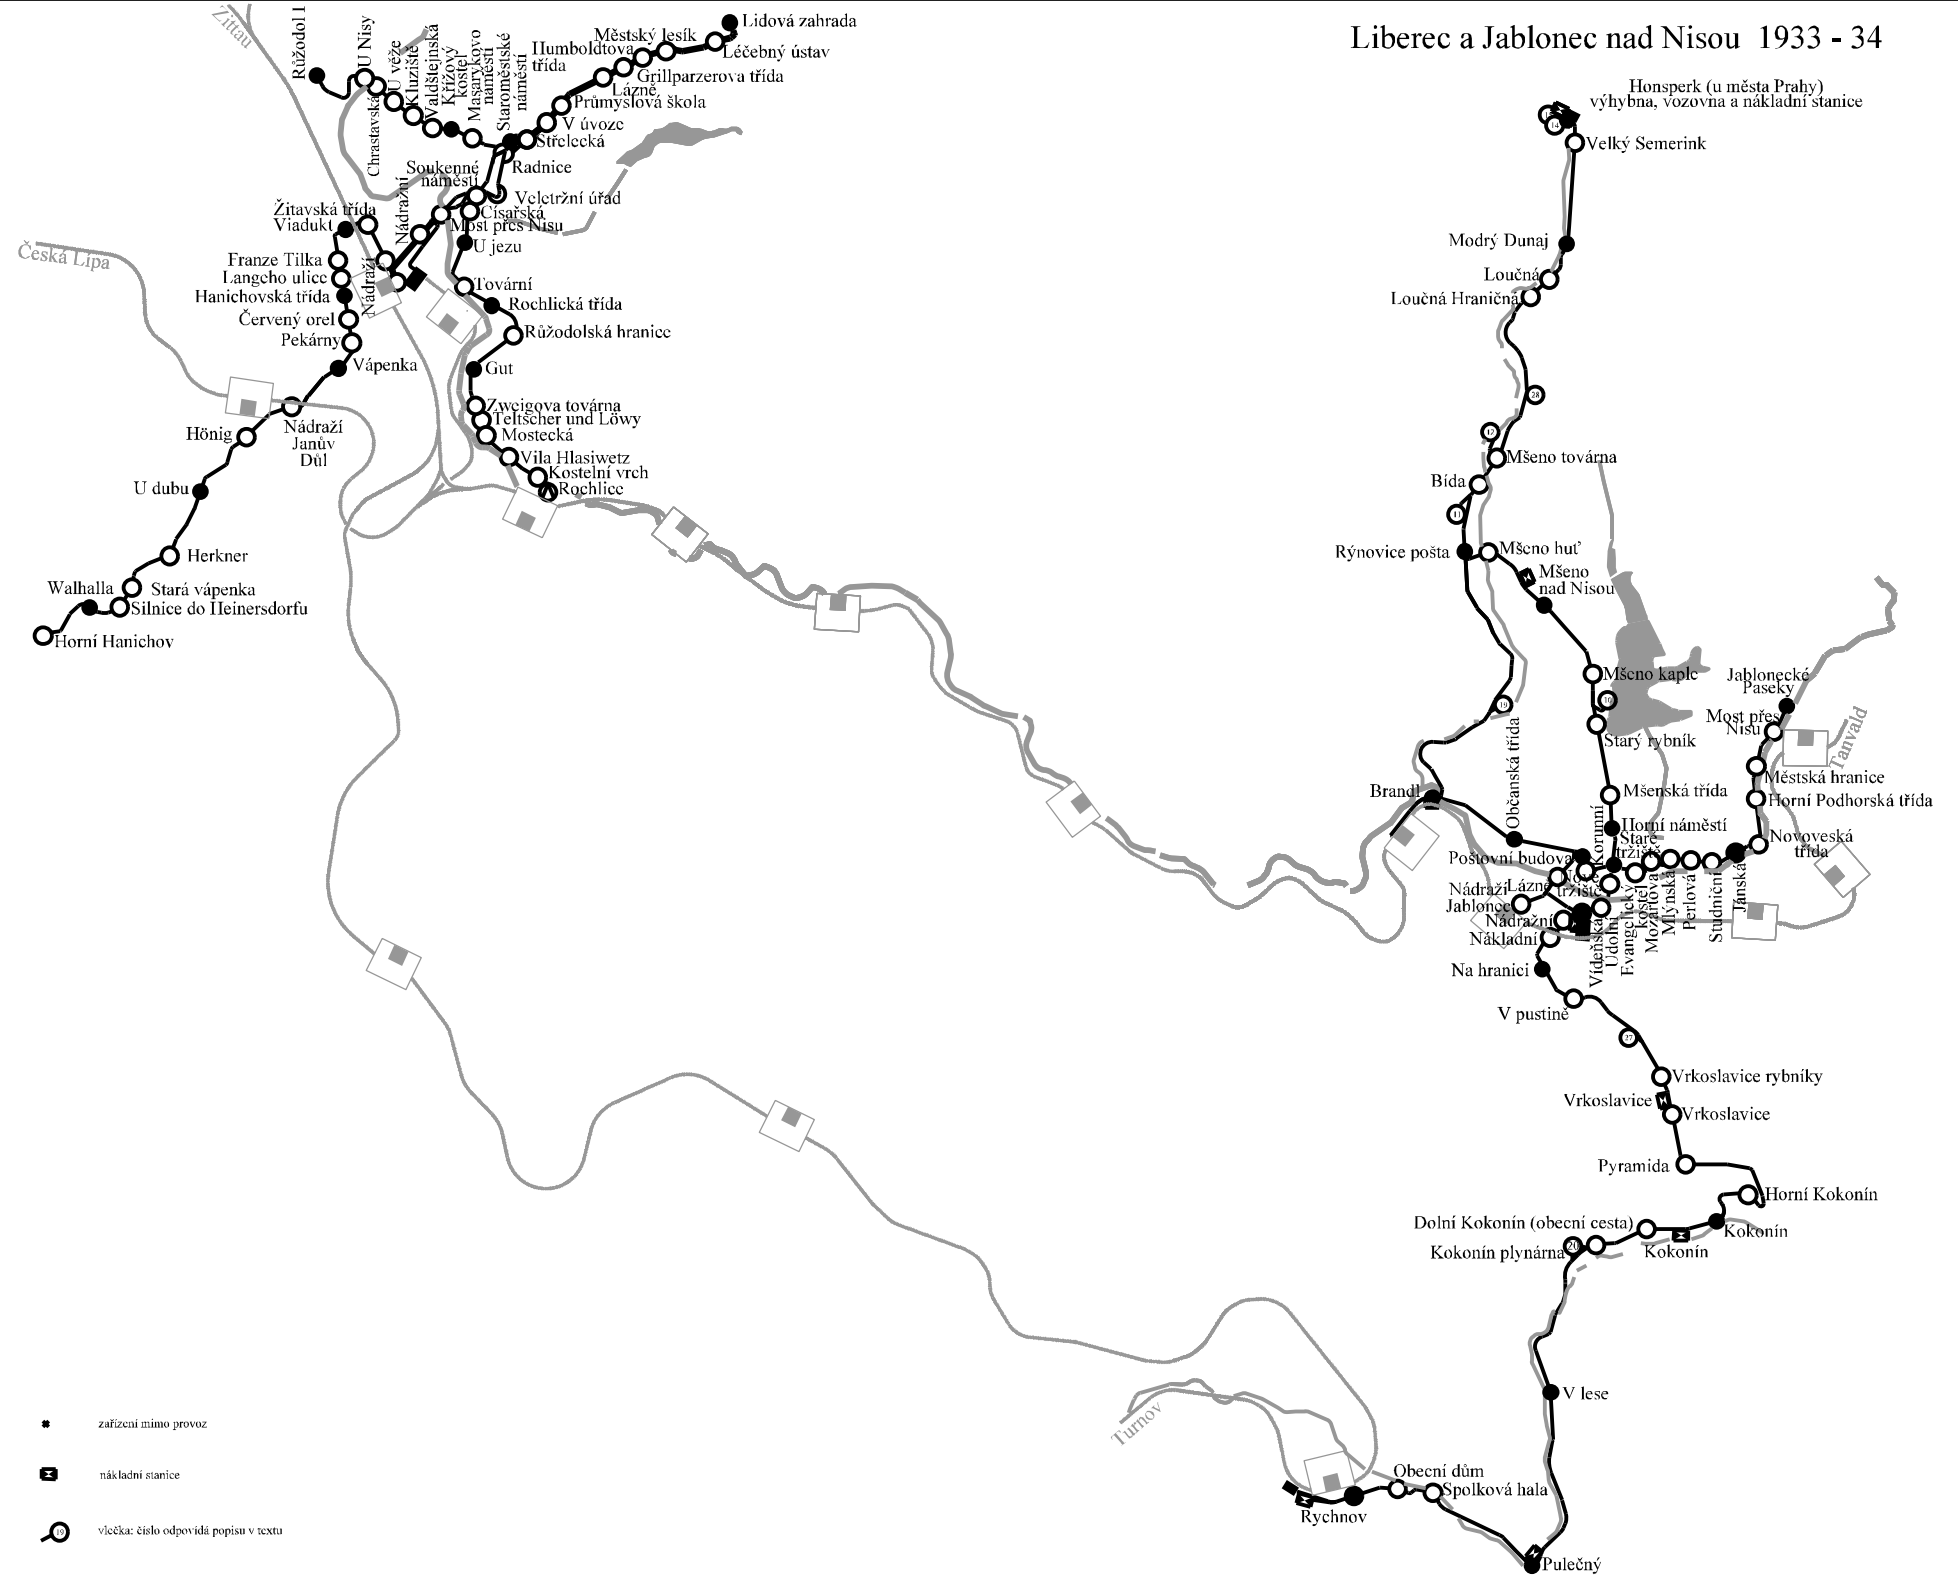 Liberec a Jablonec nad Nisou 1933 - 34
Zittau
Růžodol I
U Nisy
Chrastavská
U věže
Kluziště
Valdštejnská
Křížový
kostel
Masarykovo
náměstí
Staroměstské
náměstí
Humboldtova
třída
Městský lesík
Lidová zahrada
Léčebný ústav
Grillparzerova třída
Lázně
Průmyslová škola
V úvoze
Střelecká
Radnice
Soukenné
náměstí
Veletržní úřad
Císařská
Most přes Nisu
U jezu
Nádražní
Nádraží
Žitavská třída
Viadukt
Franze Tilka
Langeho ulice
Hanichovská třída
Červený orel
Pekárny
Vápenka
Česká Lípa
Nádraží
Janův
Důl
Hönig
U dubu
Herkner
Stará vápenka
Walhalla
Silnice do Heinersdorfu
Horní Hanichov
Tovární
Rochlická třída
Růžodolská hranice
Gut
Zweigova továrna
Teltscher und Löwy
Mostecká
Vila Hlasiwetz
Kostelní vrch
Rochlice
Honsperk (u města Prahy)
výhybna, vozovna a nákladní stanice
14
Velký Semerink
Modrý Dunaj
Loučná
Loučná Hraničná
28
12
Mšeno továrna
Bída
11
Rýnovice pošta
Mšeno huť
Mšeno
nad Nisou
Mšeno kaple
10
19
Starý rybník
Mšenská třída
Horní náměstí
Staré
tržiště
Korunní
Občanská třída
Brandl
Poštovní budova
Nové
tržiště
Lázně
Nádraží
Jablonec
Nádražní
Nákladní
Na hranici
V pustině
Vídeňská
Údolní
Evangelický
kostel
Mozartova
Mlýnská
Perlová
Studniční
Jánská
Novoveská
třída
Horní Podhorská třída
Městská hranice
Most přes
Nisu
Jablonecké
Paseky
Tanvald
27
Vrkoslavice rybníky
Vrkoslavice
Vrkoslavice
Pyramida
Horní Kokonín
Kokonín
Kokonín
Dolní Kokonín (obecní cesta)
Kokonín plynárna
20
V lese
Pulečný
Spolková hala
Obecní dům
Rychnov
Turnov
zařízení mimo provoz
nákladní stanice
19
vlečka: číslo odpovídá popisu v textu